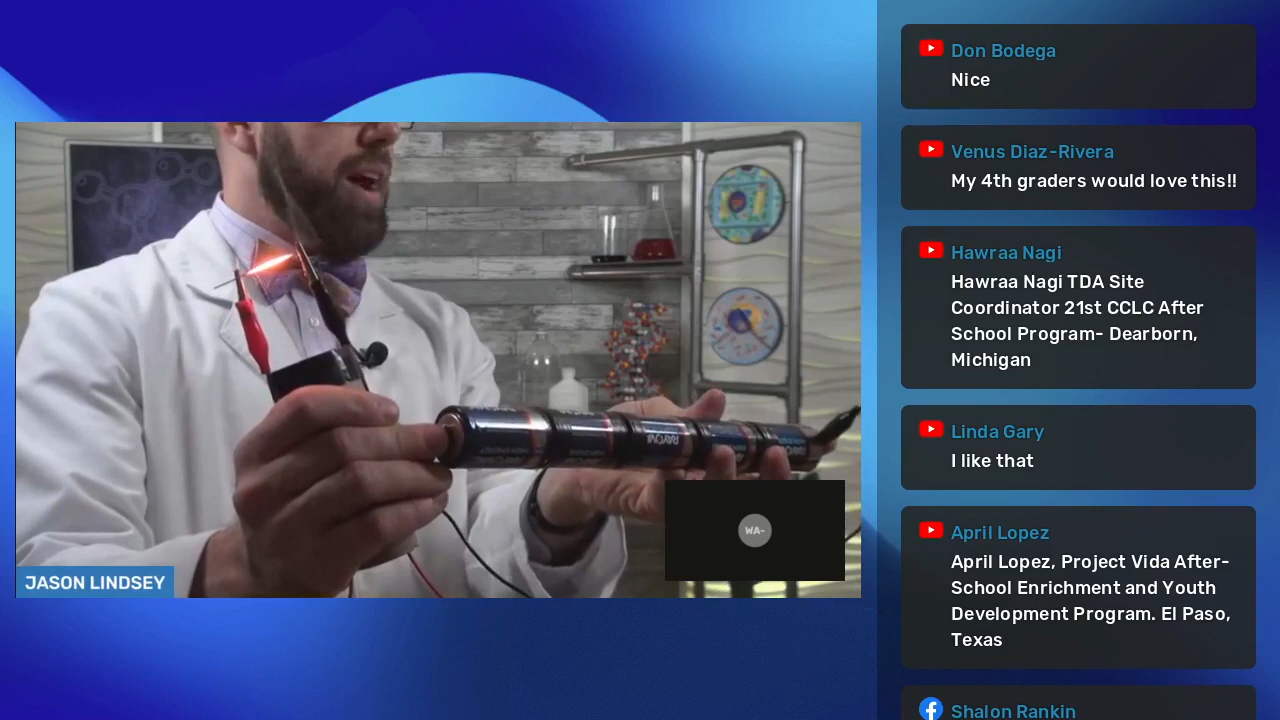 JASON LINDSEY
WA-
RAYOVAC
Don Bodega
Nice
Venus Diaz-Rivera
My 4th graders would love this!!
Hawraa Nagi
Hawraa Nagi TDA Site
Coordinator 21st CCLC After
School Program- Dearborn,
Michigan
Linda Gary
I like that
April Lopez
April Lopez, Project Vida After-
School Enrichment and Youth
Development Program. El Paso,
Texas
Shalon Rankin